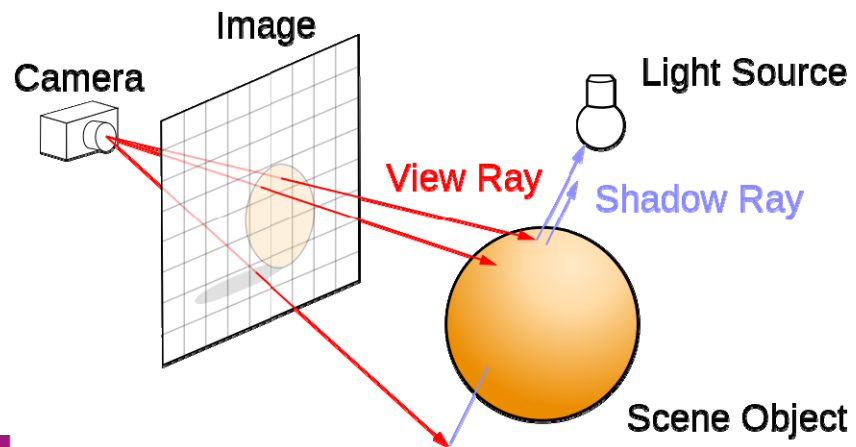 Image
Camera
Light Source
View Ray
Shadow Ray
Scene Object